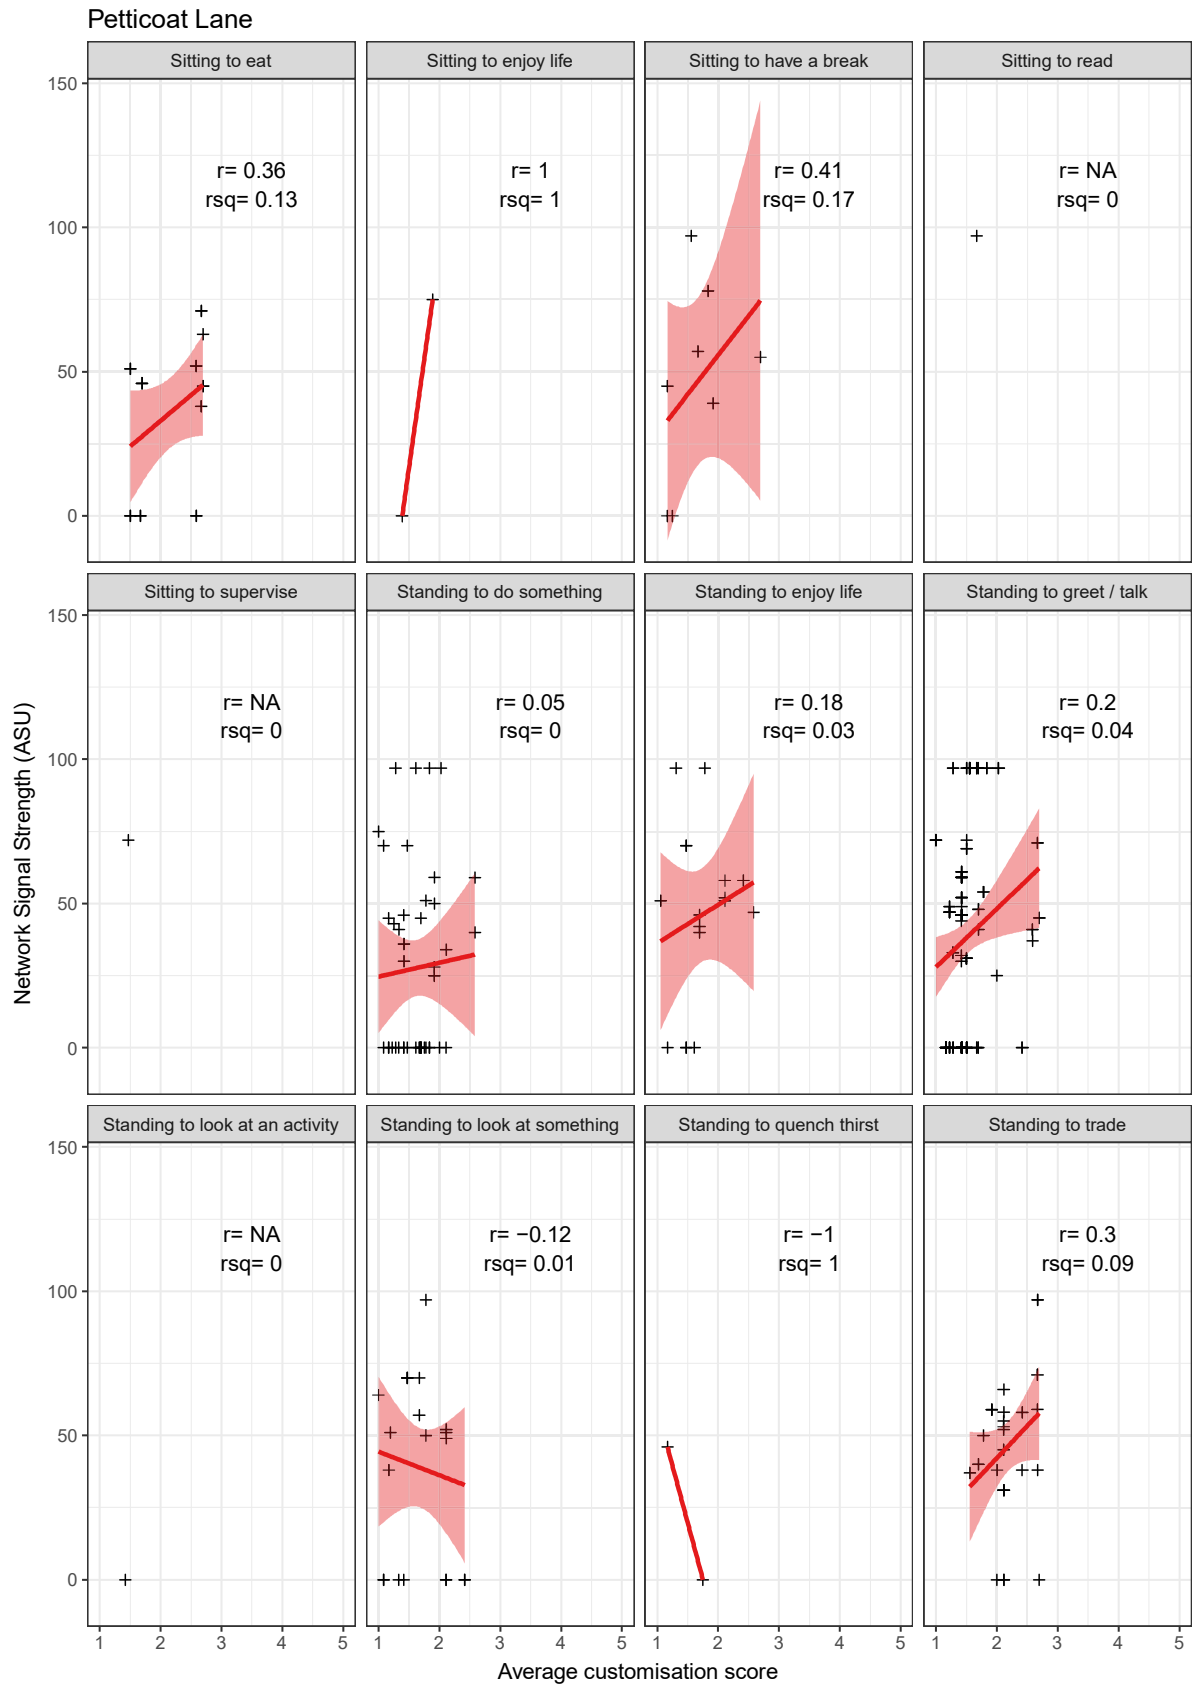 Petticoat Lane
Sitting to eat
Sitting to enjoy life
Sitting to have a break
Sitting to read
150
100
50
0
r= 0.36
rsq= 0.13
r= 1
rsq= 1
r= 0.41
rsq= 0.17
r= NA
rsq= 0
Sitting to supervise
Standing to do something
Standing to enjoy life
Standing to greet / talk
Network Signal Strength (ASU)
150
100
50
0
r= NA
rsq= 0
r= 0.05
rsq= 0
r= 0.18
rsq= 0.03
r= 0.2
rsq= 0.04
Standing to look at an activity
Standing to look at something
Standing to quench thirst
Standing to trade
150
100
50
0
r= NA
rsq= 0
r= −0.12
rsq= 0.01
r= −1
rsq= 1
r= 0.3
rsq= 0.09
1 2 3 4 5
1 2 3 4 5
1 2 3 4 5
1 2 3 4 5
Average customisation score